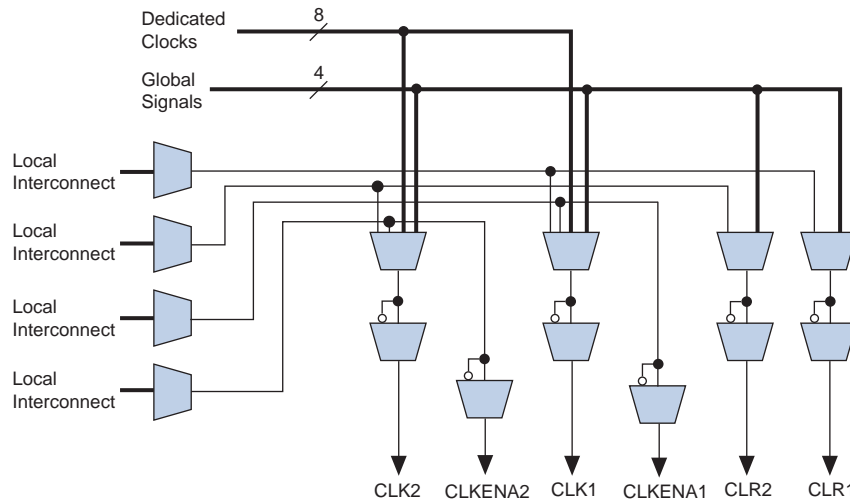 Dedicated
Clocks
8
Global
Signals
4
Local
Interconnect
Local
Interconnect
Local
Interconnect
Local
Interconnect
CLK2 CLKENA2 CLK1 CLKENA1 CLR2 CLR1